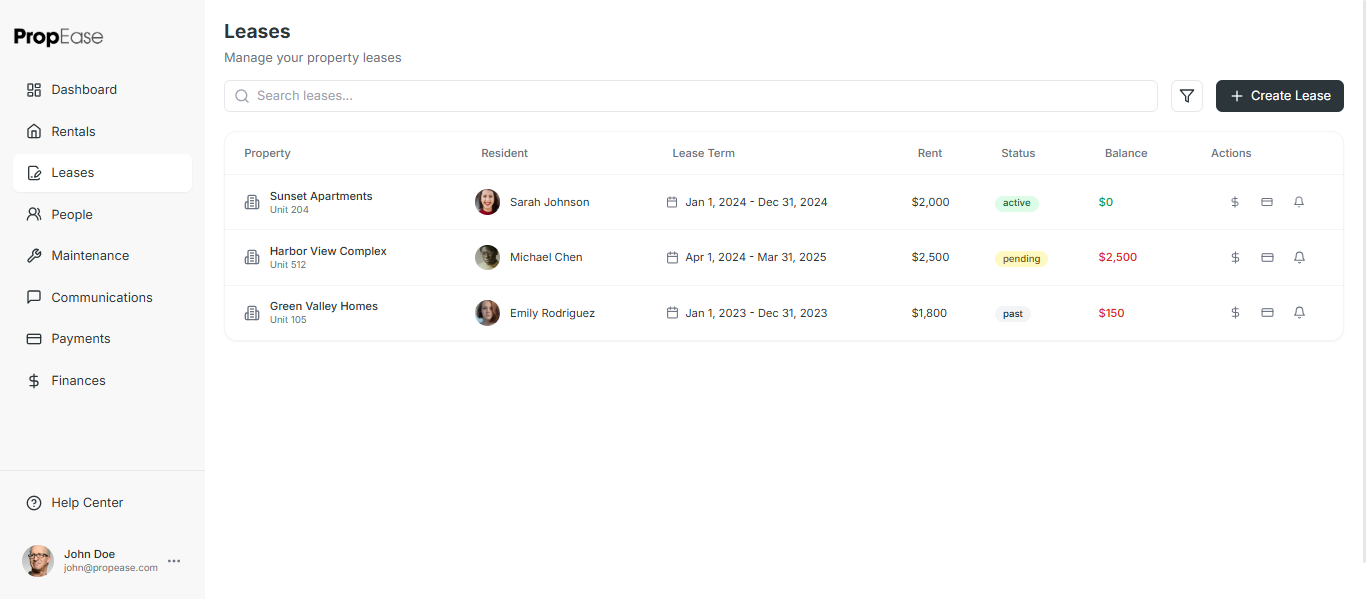 PropEase
Dashboard
Rentals
Leases
People
Maintenance
Communications
Payments
Finances
Help Center
John Doe
john@propease.com
Leases
Manage your property leases
Search leases...
Create Lease
Property Resident Lease Term Rent Status Balance Actions
Sunset Apartments
Unit 204
Sarah Johnson Jan 1, 2024 - Dec 31, 2024 $2,000 active $0
Harbor View Complex
Unit 512
Michael Chen Apr 1, 2024 - Mar 31, 2025 $2,500 pending $2,500
Green Valley Homes
Unit 105
Emily Rodriguez Jan 1, 2023 - Dec 31, 2023 $1,800 past $150